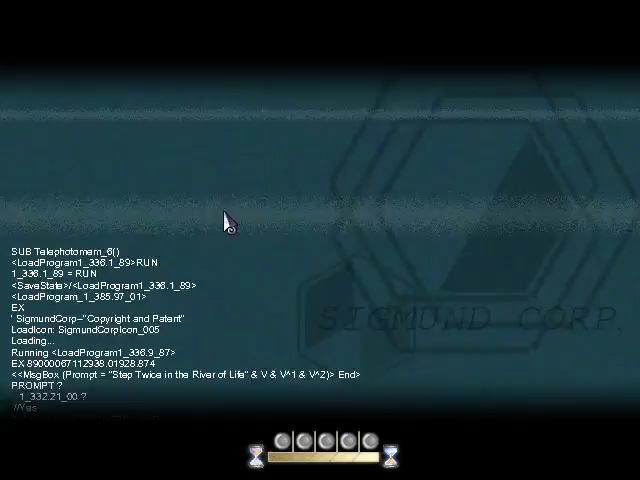 SIGMUND CORP.
SUB Telephotomem_6()
<LoadProgram1_336.1_89>RUN
1_336.1_89 = RUN
<SaveState>/<LoadProgram1_336.1_89>
<LoadProgram_1_385.97_01>
EX
' SigmundCorp--"Copyright and Patent"
LoadIcon: SigmundCorpIcon_005
Loading...
Running <LoadProgram1_336.9_87>
EX 89000067112938.01928.874
<<MsgBox (Prompt = "Step Twice in the River of Life" & V & V^1 & V^2)> End>
PROMPT ?
1_332.21_00 ?
//Yes